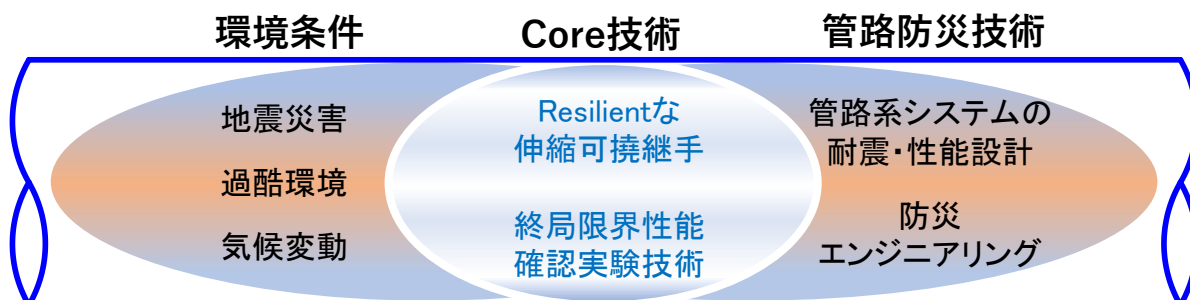 環境条件
Core技術
管路防災技術
地震災害
過酷環境
気候変動
Resilientな
伸縮可撓継手
終局限界性能
確認実験技術
管路系システムの
耐震・性能設計
防災
エンジニアリング